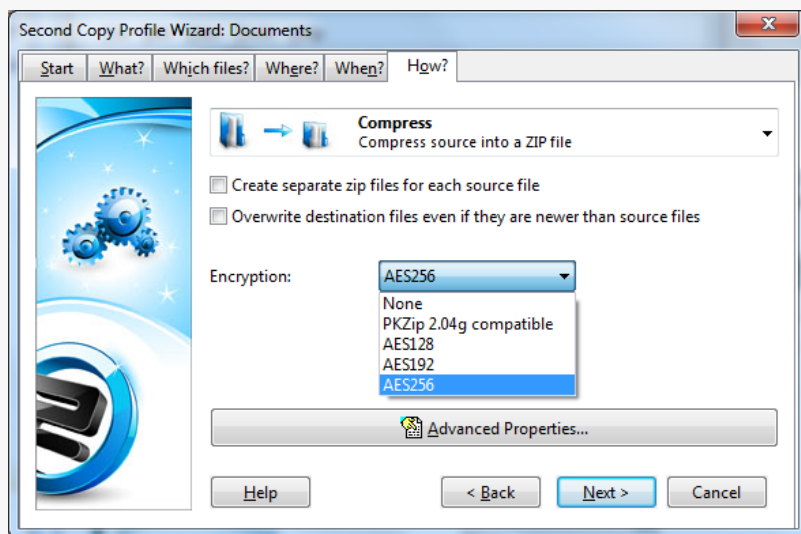 Second Copy Profile Wizard: Documents
Start What? Which files? Where? When? How?
Compress
Compress source into a ZIP file
Create separate zip files for each source file
Overwrite destination files even if they are newer than source files
Encryption: AES256
None
PKZip 2.04g compatible
AES128
AES192
AES256
Advanced Properties...
Help < Back Next > Cancel